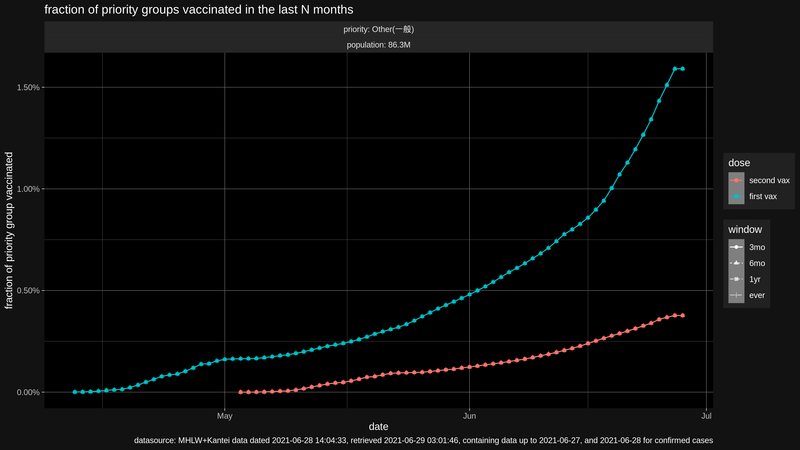 fraction of priority groups vaccinated in the last N months
priority: Other(一般)
population: 86.3M
fraction of priority group vaccinated
1.50%
1.00%
0.50%
0.00%
May
Jun
Jul
date
dose
second vax
first vax
window
3mo
6mo
1yr
ever
datasource: MHLW+Kantei data dated 2021-06-28 14:04:33, retrieved 2021-06-29 03:01:46, containing data up to 2021-06-27, and 2021-06-28 for confirmed cases